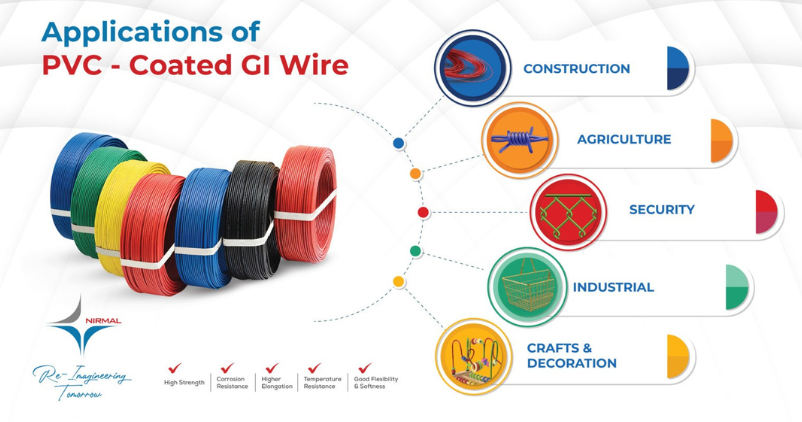 Applications of
PVC - Coated GI Wire
CONSTRUCTION
AGRICULTURE
SECURITY
INDUSTRIAL
CRAFTS &
DECORATION
NIRMAL
Re-Imagineering
Tomorrow
High Strength
Corrosion
Resistance
Higher
Elongation
Temperature
Resistance
Good Flexibility
& Softness